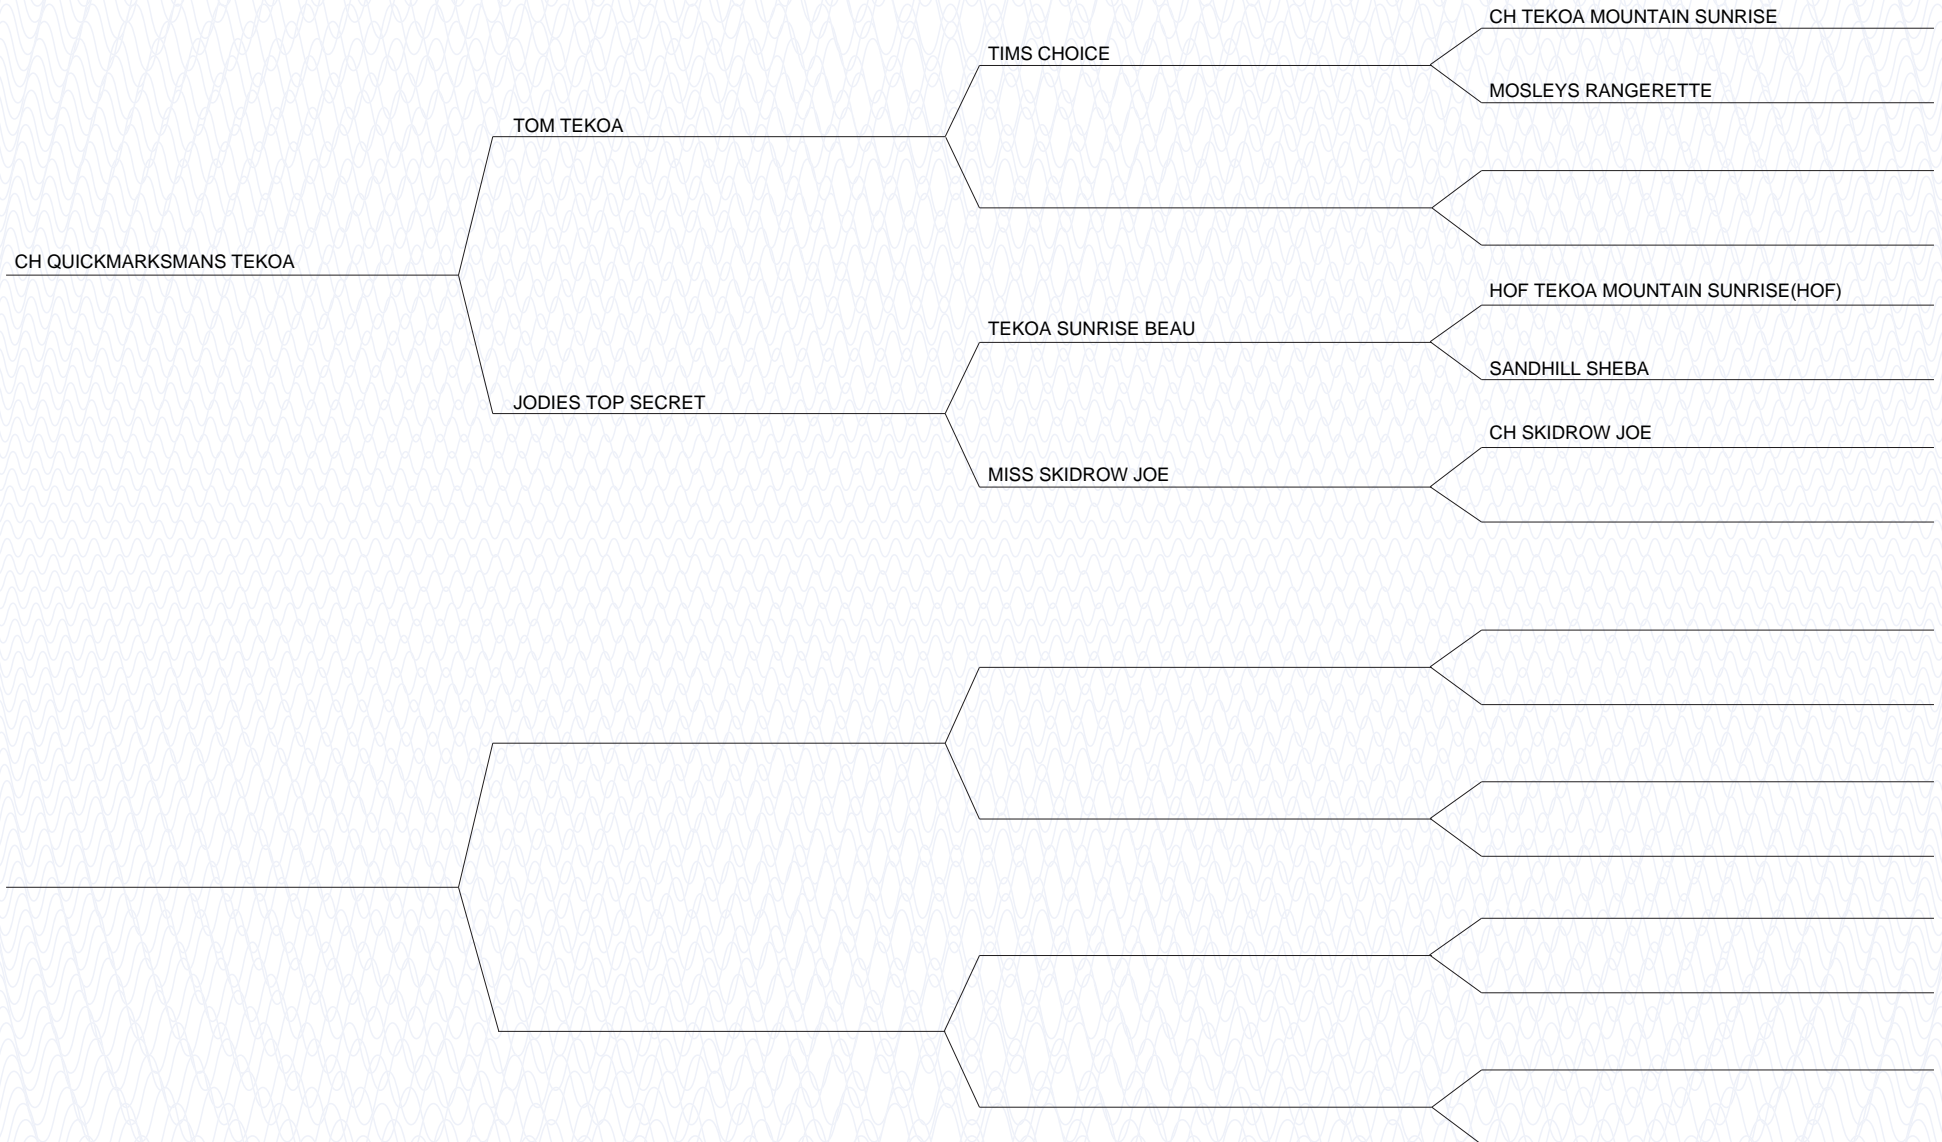 CH TEKOA MOUNTAIN SUNRISE
TIMS CHOICE
MOSLEYS RANGERETTE
TOM TEKOA
CH QUICKMARKSMANS TEKOA
HOF TEKOA MOUNTAIN SUNRISE(HOF)
TEKOA SUNRISE BEAU
SANDHILL SHEBA
JODIES TOP SECRET
CH SKIDROW JOE
MISS SKIDROW JOE